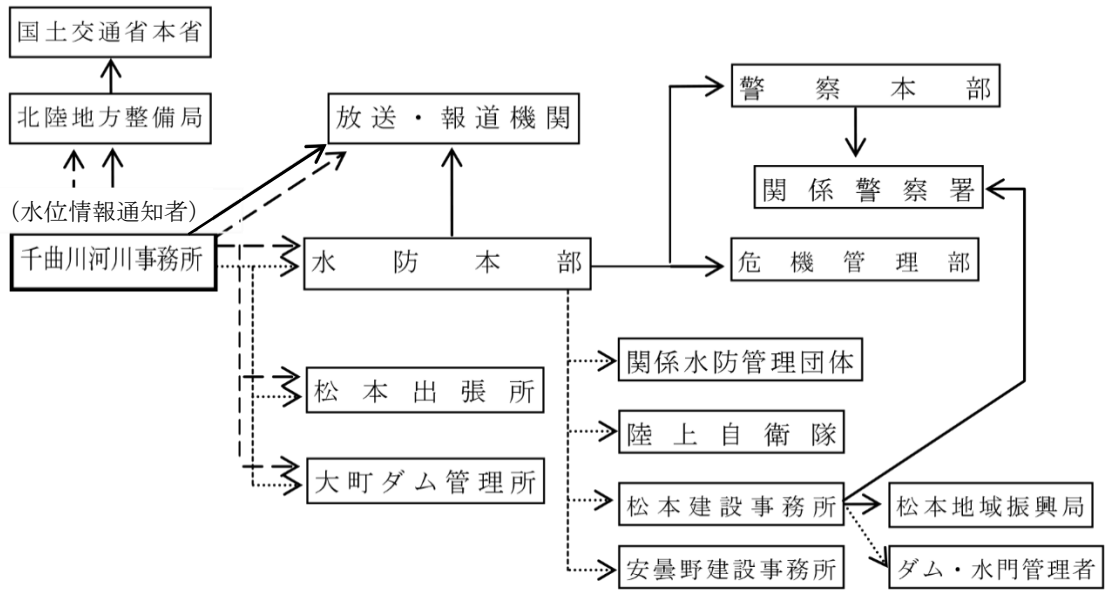 国土交通省本省
北陸地方整備局
放送・報道機関
警察本部
関係警察署
(水位情報通知者)
千曲川河川事務所
水防本部
危機管理部
関係水防管理団体
松本出張所
陸上自衛隊
大町ダム管理所
松本建設事務所
松本地域振興局
安曇野建設事務所
ダム・水門管理者